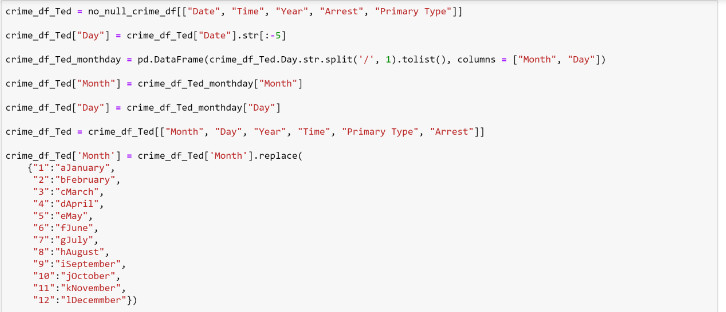 crime_df_Ted = no_null_crime_df[["Date", "Time", "Year", "Arrest", "Primary Type"]]
crime_df_Ted["Day"] = crime_df_Ted["Date"].str[:-5]
crime_df_Ted_monthday = pd.DataFrame(crime_df_Ted.Day.str.split('/', 1).tolist(), columns = ["Month", "Day"])
crime_df_Ted["Month"] = crime_df_Ted_monthday["Month"]
crime_df_Ted["Day"] = crime_df_Ted_monthday["Day"]
crime_df_Ted = crime_df_Ted[["Month", "Day", "Year", "Time", "Primary Type", "Arrest"]]
crime_df_Ted['Month'] = crime_df_Ted['Month'].replace(
{"1":"aJanuary",
"2":"bFebruary",
"3":"cMarch",
"4":"dApril",
"5":"eMay",
"6":"fJune",
"7":"gJuly",
"8":"hAugust",
"9":"iSeptember",
"10":"jOctober",
"11":"kNovember",
"12":"lDecemmber"})